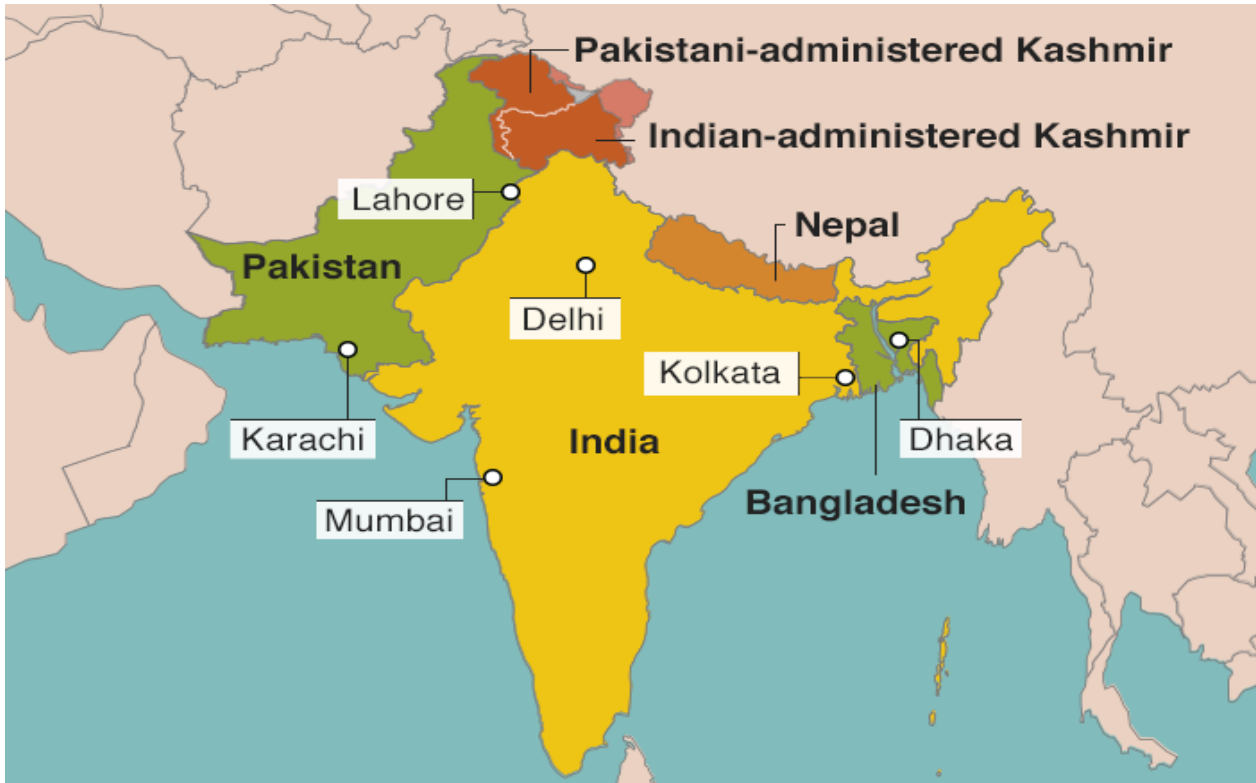 Pakistani-administered Kashmir
Indian-administered Kashmir
Lahore
Nepal
Pakistan
Delhi
Kolkata
Karachi
India
Dhaka
Bangladesh
Mumbai